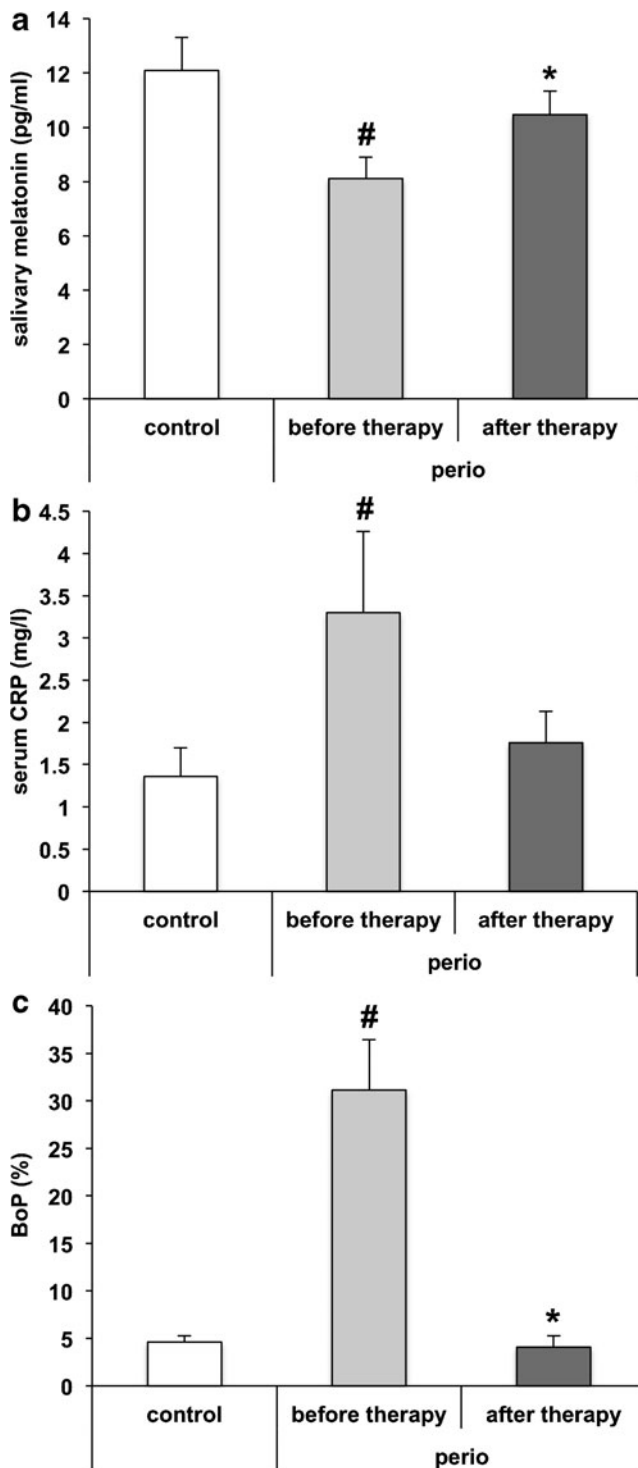 a
salivary melatonin (pg/ml)
14
12
10
8
6
4
2
0
#
*
control
before therapy
after therapy
perio
b
serum CRP (mg/l)
4.5
4
3.5
3
2.5
2
1.5
1
0.5
0
#
control
before therapy
after therapy
perio
c
BoP (%)
40
35
30
25
20
15
10
5
0
#
*
control
before therapy
after therapy
perio